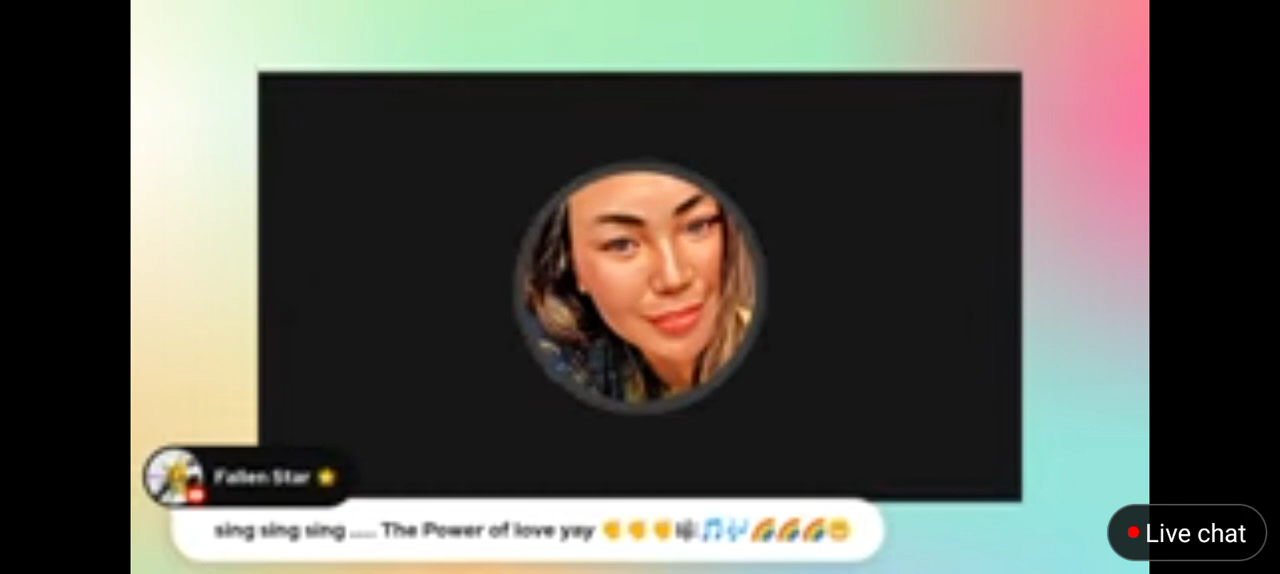 Fallen Star ⭐
sing sing sing ..... The Power of love yay
Live chat